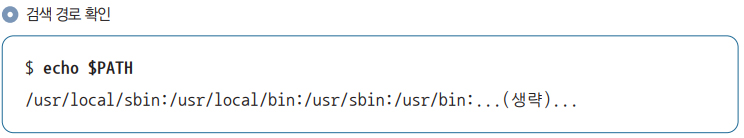 검색 경로 확인
$ echo $PATH
/usr/local/sbin:/usr/local/bin:/usr/sbin:/usr/bin:...(생략)...